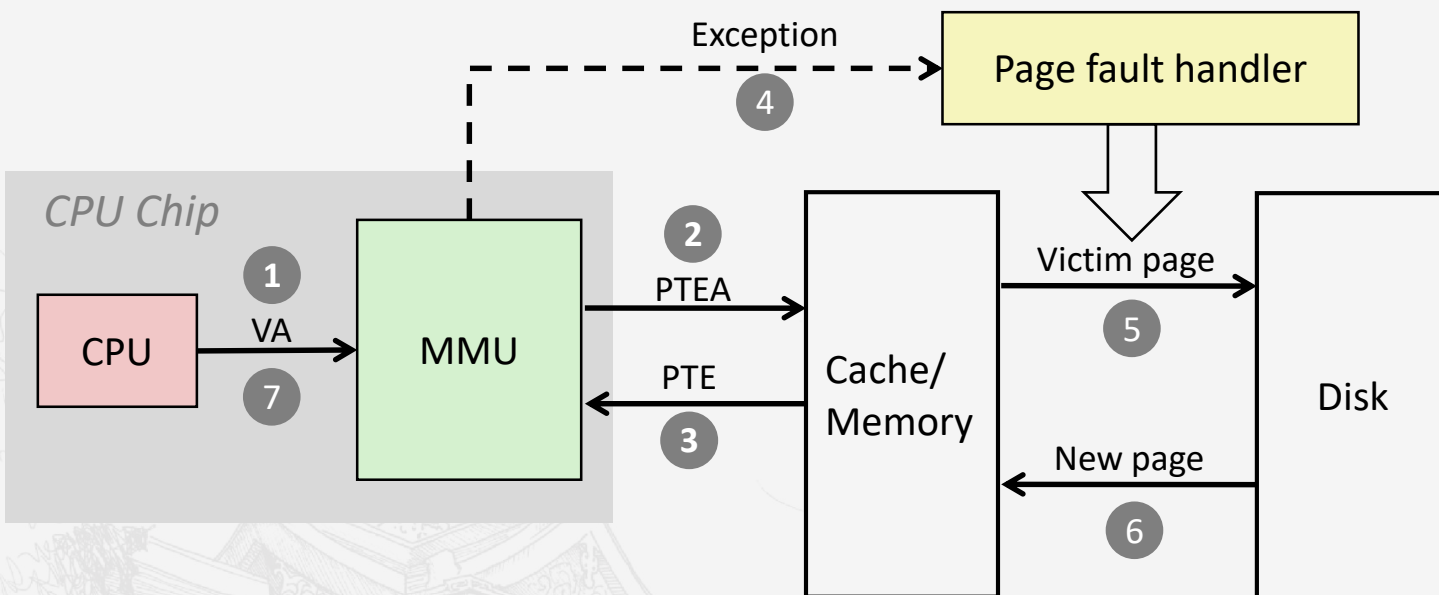 Exception
4
Page fault handler
CPU Chip
1
VA
7
CPU
MMU
2
PTEA
PTE
3
Cache/
Memory
Victim page
5
New page
6
Disk